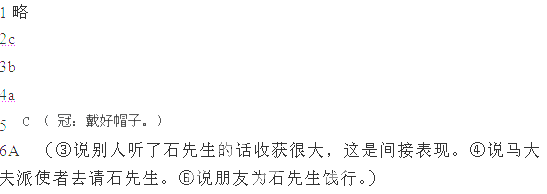 1 略
2c
3b
4a
5 C ( 冠：戴好帽子。)
6A （③说别人听了石先生的话收获很大，这是间接表现。④说马大
夫派使者去请石先生。⑥说朋友为石先生饯行。）